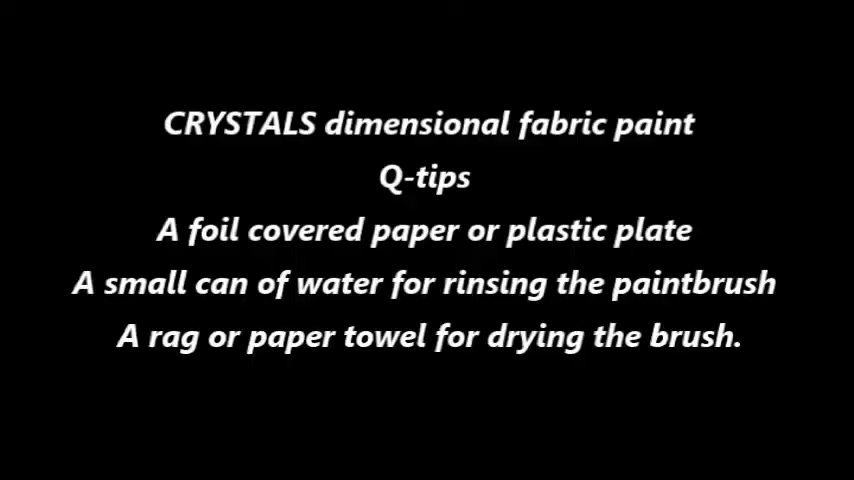 CRYSTALS dimensional fabric paint
Q-tips
A foil covered paper or plastic plate
A small can of water for rinsing the paintbrush
A rag or paper towel for drying the brush.